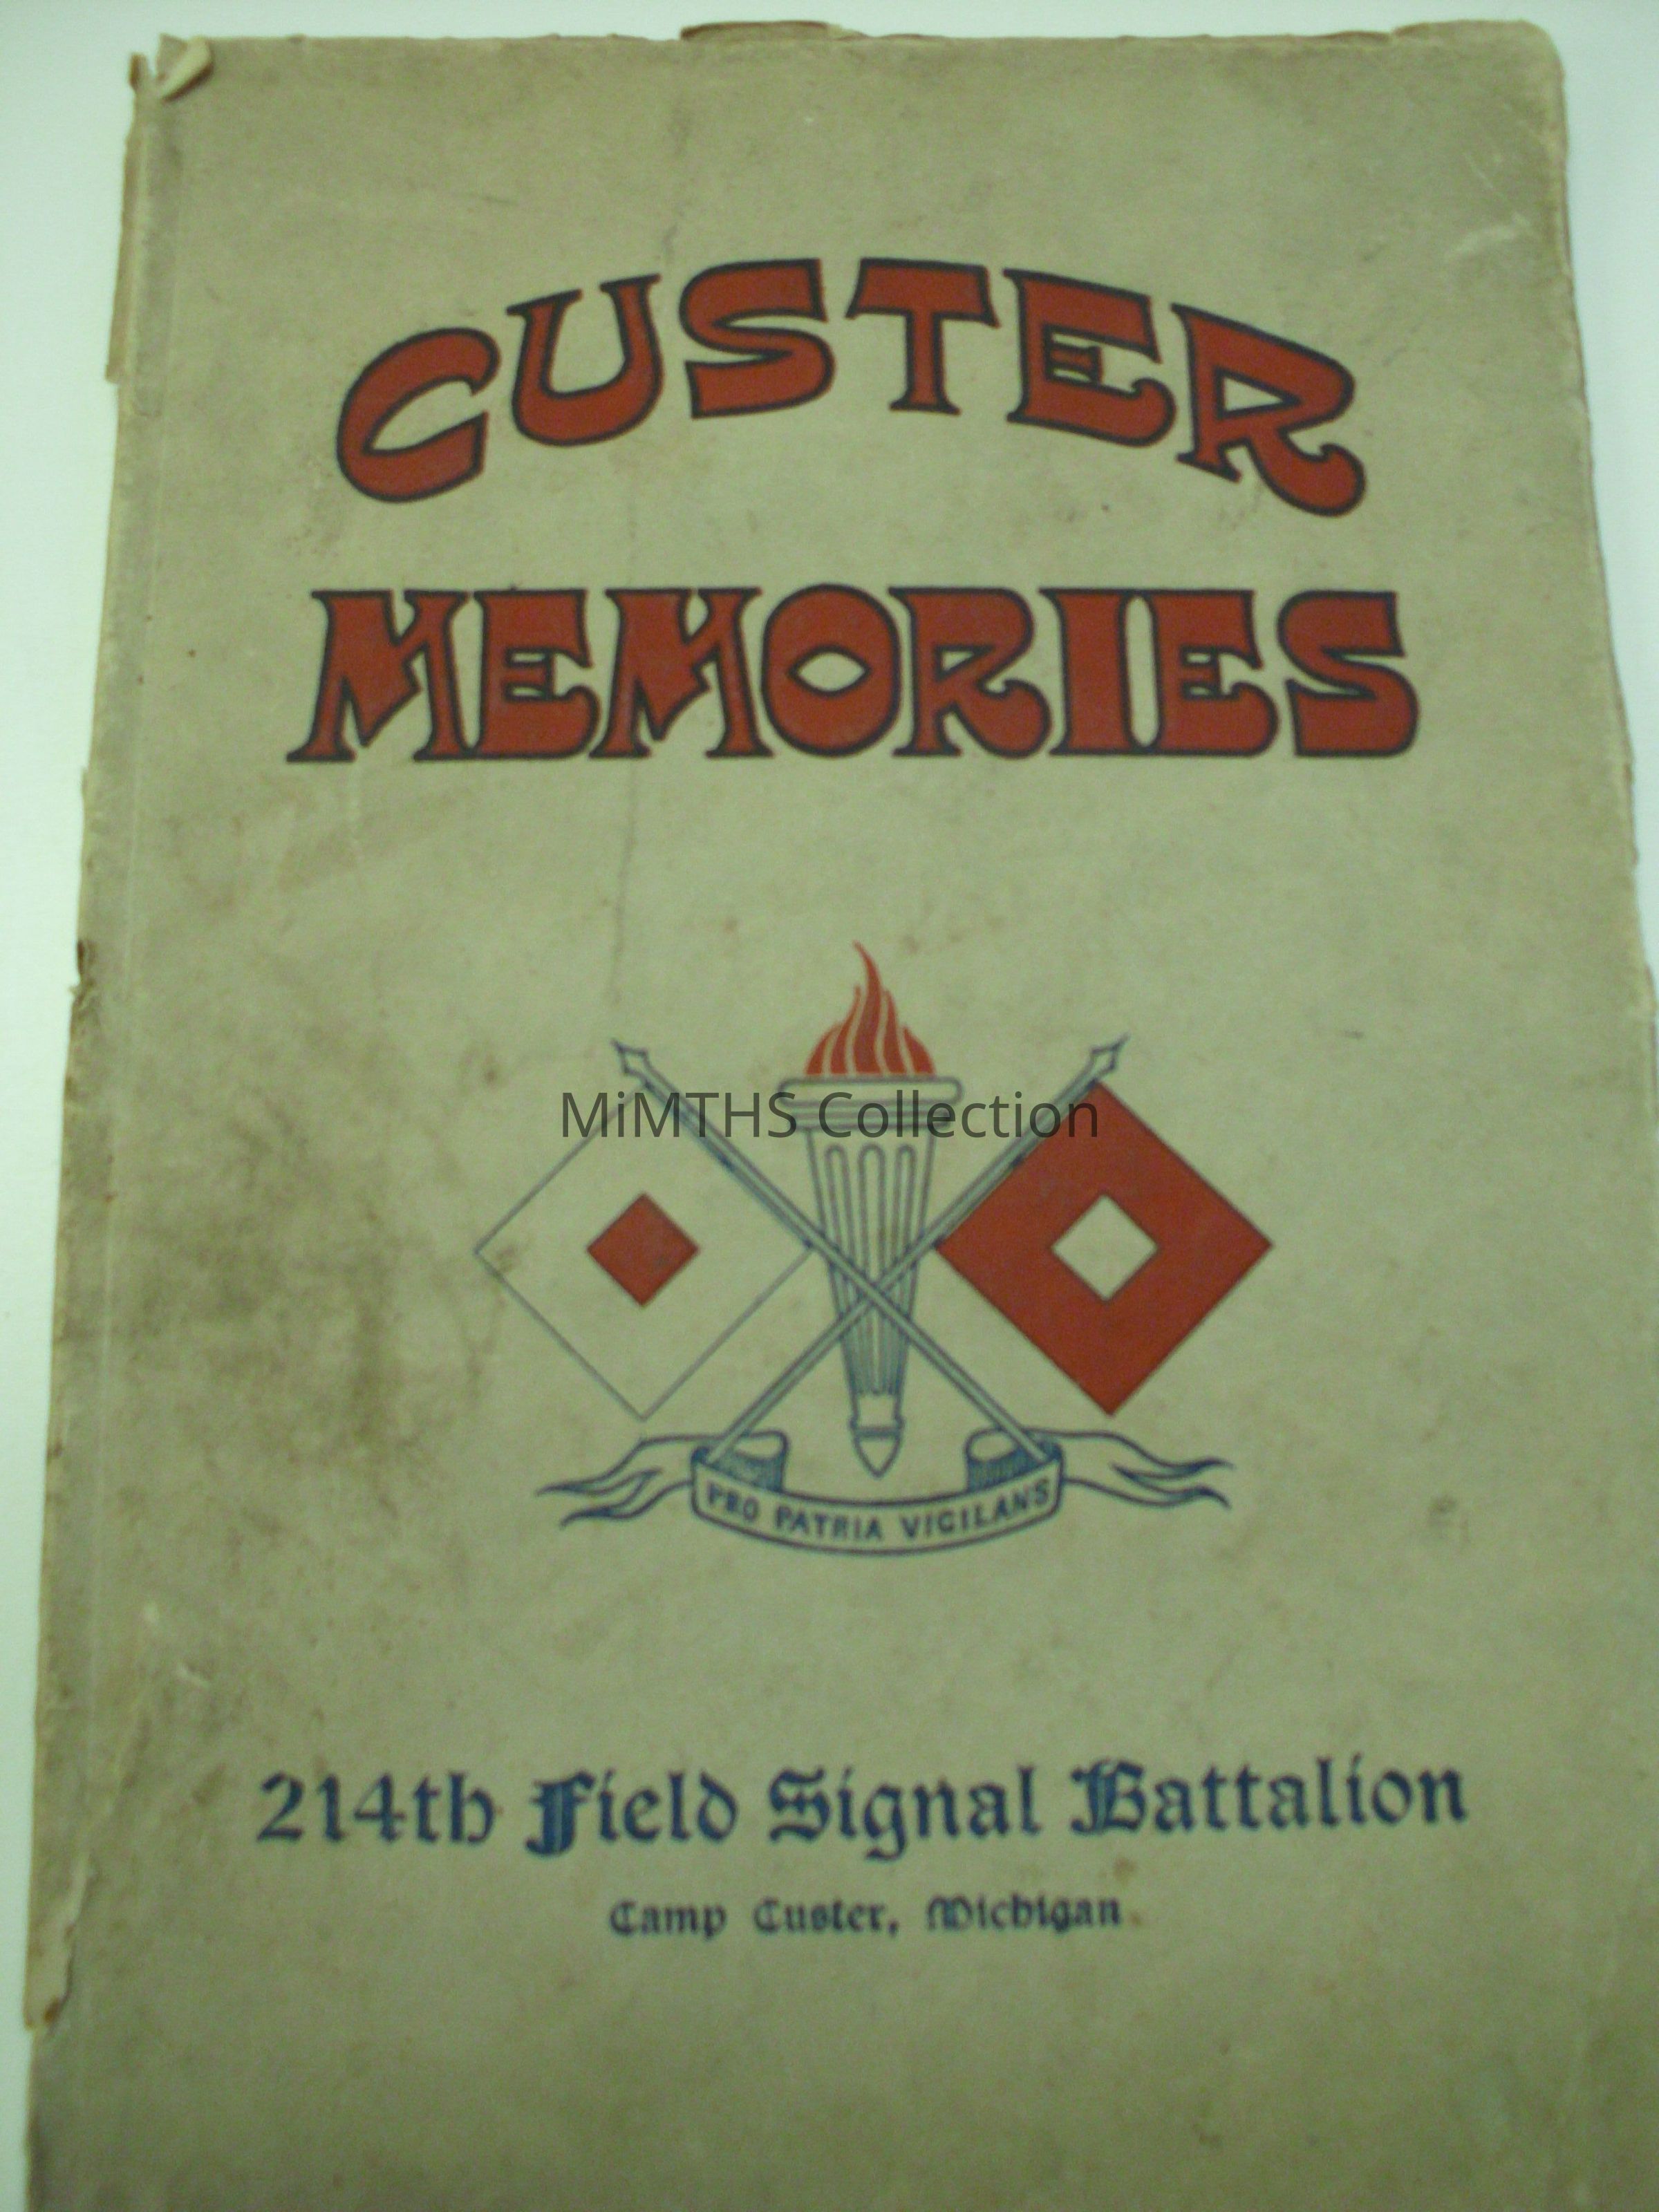 CUSTER
MEMORIES
MiMTHS Collection
PRO PATRIA VIGILANS
214th Field Signal Battalion
Camp Custer, Michigan